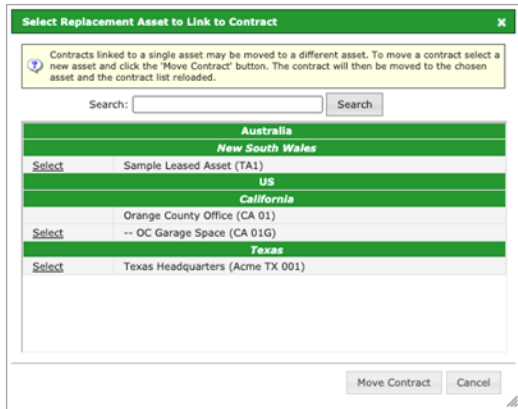 Select Replacement Asset to Link to Contract x
Contracts linked to a single asset may be moved to a different asset. To move a contract select a
new asset and click the 'Move Contract' button. The contract will then be moved to the chosen
asset and the contract list reloaded.
Search: Search
Australia
New South Wales
Select Sample Leased Asset (TA1)
US
California
Orange County Office (CA 01)
Select -- OC Garage Space (CA 01G)
Texas
Select Texas Headquarters (Acme TX 001)
Move Contract Cancel